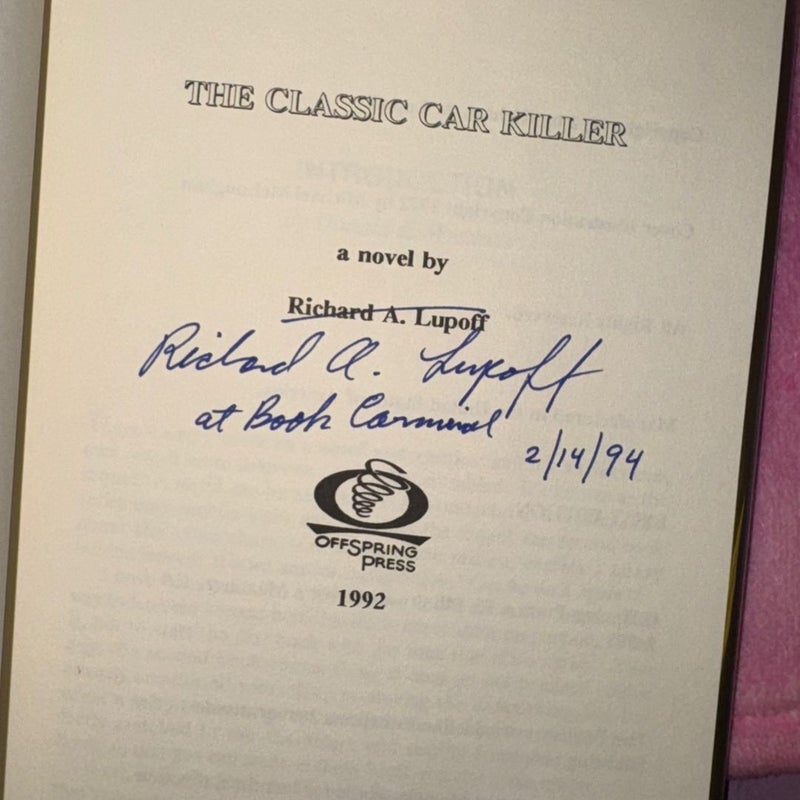 THE CLASSIC CAR KILLER
a novel by
Richard A. Lupoff
Richard A. Lupoff
at Book Carnival
2/14/94
OFFSPRING
PRESS
1992